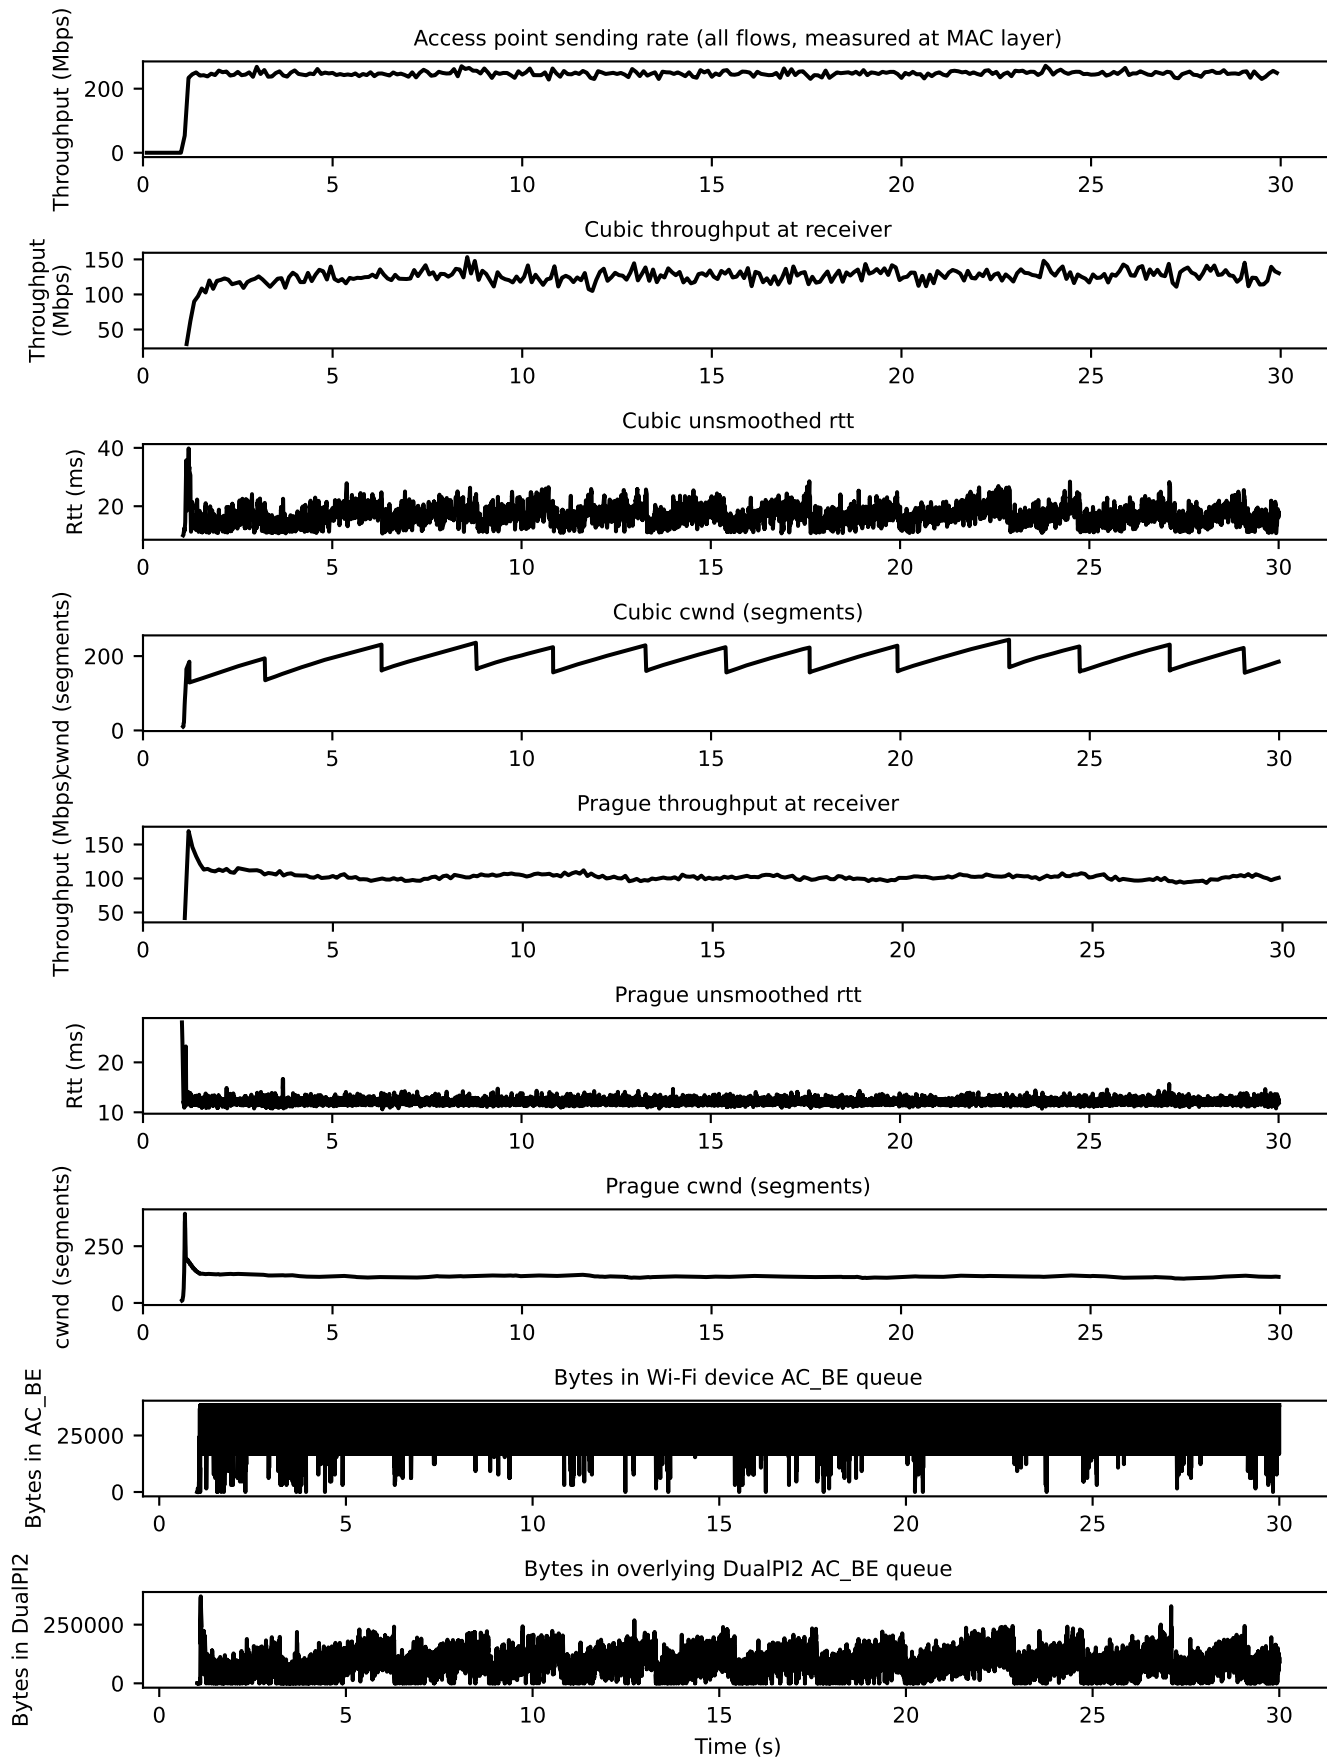 Access point sending rate (all flows, measured at MAC layer)
Throughput (Mbps)
200
0
0 5 10 15 20 25 30
Cubic throughput at receiver
Throughput
(Mbps)
150
100
50
0 5 10 15 20 25 30
Cubic unsmoothed rtt
Rtt (ms)
40
20
0 5 10 15 20 25 30
Cubic cwnd (segments)
cwnd (segments)
200
0
0 5 10 15 20 25 30
Prague throughput at receiver
Throughput (Mbps)
150
100
50
0 5 10 15 20 25 30
Prague unsmoothed rtt
Rtt (ms)
20
10
0 5 10 15 20 25 30
Prague cwnd (segments)
cwnd (segments)
250
0
0 5 10 15 20 25 30
Bytes in Wi-Fi device AC_BE queue
Bytes in AC_BE
25000
0
0 5 10 15 20 25 30
Bytes in overlying DualPI2 AC_BE queue
Bytes in DualPI2
250000
0
0 5 10 15 20 25 30
Time (s)